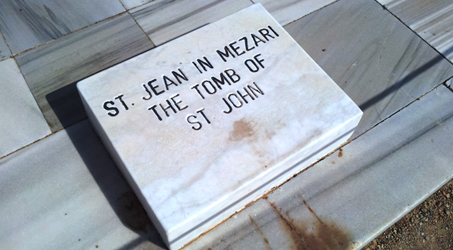 ST. JEAN IN MEZARI
THE TOMB OF
ST JOHN